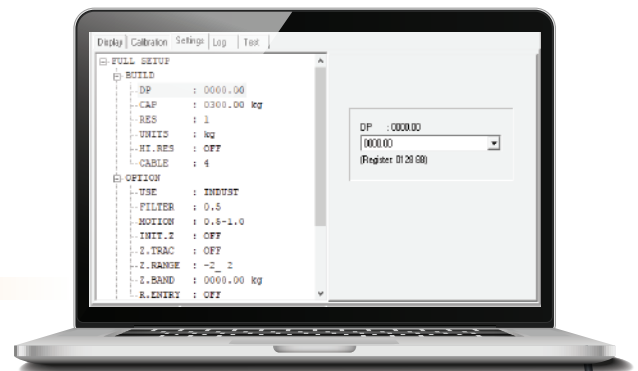 Display Calibration Settings Log Test
FULL SETUP
BUILD
DP : 0000.00
CAP : 0300.00 kg
RES : 1
UNITS : kg
HI.RES : OFF
CABLE : 4
OPTION
USE : INDUST
FILTER : 0.5
MOTION : 0.5-1.0
INIT.Z : OFF
Z.TRAC : OFF
Z.RANGE : -2_ 2
Z.BAND : 0000.00 kg
R.ENTRY : OFF
DP : 0000.00
0000.00
(Register: